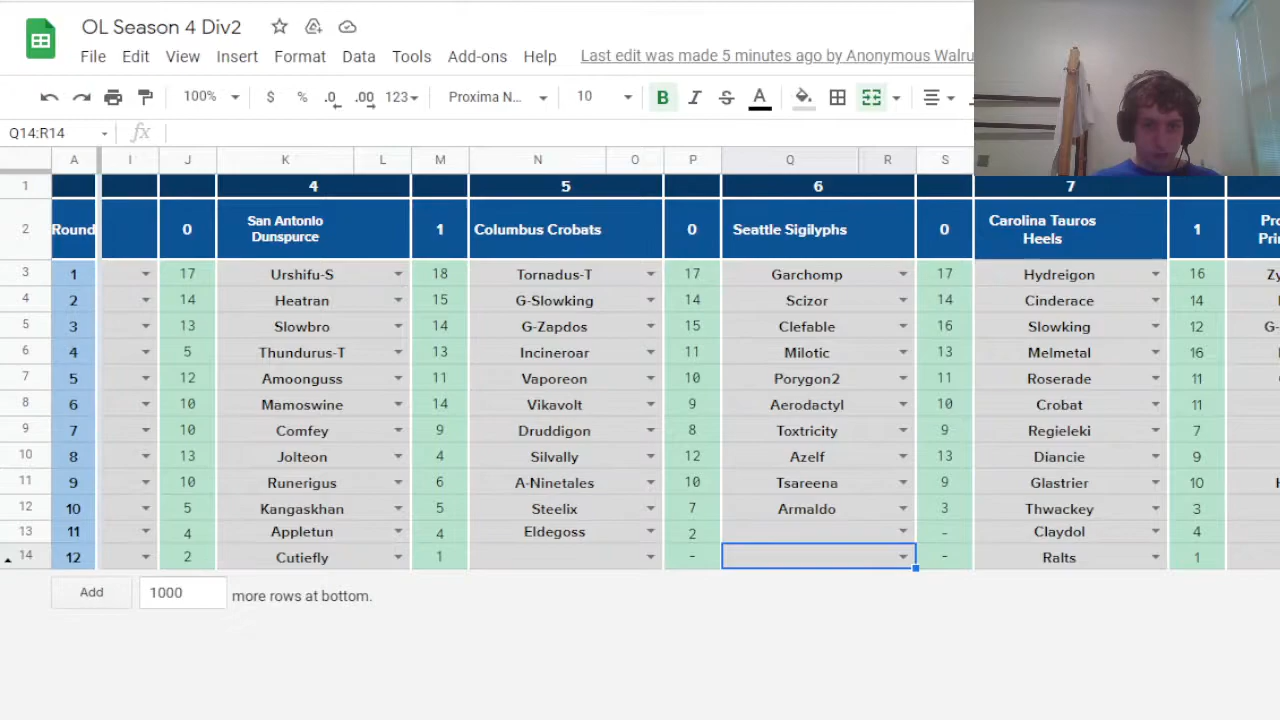 OL Season 4 Div2
File Edit View Insert Format Data Tools Add-ons Help Last edit was made 5 minutes ago by Anonymous Walru
100% $ % .0 .00 123 Proxima N... 10 B I S A
Q14:R14 fx
A I J K L M N O P Q R S
1 4 5 6 7
2 Round 0 San Antonio Dunspurce 1 Columbus Crobats 0 Seattle Sigilyphs 0 Carolina Tauros Heels 1 Pro Prin
3 1 17 Urshifu-S 18 Tornadus-T 17 Garchomp 17 Hydreigon 16 Zy
4 2 14 Heatran 15 G-Slowking 14 Scizor 14 Cinderace 14
5 3 13 Slowbro 14 G-Zapdos 15 Clefable 16 Slowking 12 G-
6 4 5 Thundurus-T 13 Incineroar 11 Milotic 13 Melmetal 16
7 5 12 Amoonguss 11 Vaporeon 10 Porygon2 11 Roserade 11
8 6 10 Mamoswine 14 Vikavolt 9 Aerodactyl 10 Crobat 11
9 7 10 Comfey 9 Druddigon 8 Toxtricity 9 Regieleki 7
10 8 13 Jolteon 4 Silvally 12 Azelf 13 Diancie 9
11 9 10 Runerigus 6 A-Ninetales 10 Tsareena 9 Glastrier 10
12 10 5 Kangaskhan 5 Steelix 7 Armaldo 3 Thwackey 3
13 11 4 Appletun 4 Eldegoss 2 - Claydol 4
14 12 2 Cutiefly 1 - - Ralts 1
Add 1000 more rows at bottom.